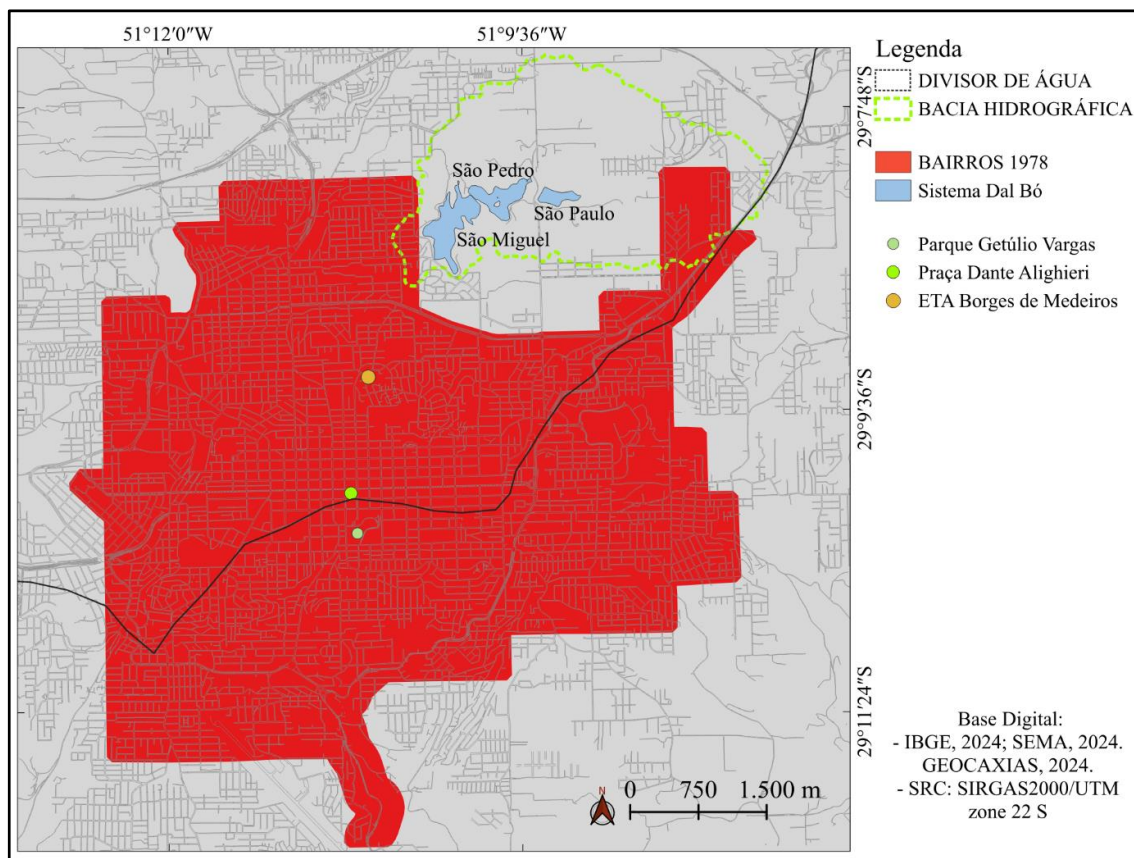 51°12′0″W
51°9′36″W
29°7′48″S
29°9′36″S
29°11′24″S
São Pedro
São Paulo
São Miguel
Legenda
DIVISOR DE ÁGUA
BACIA HIDROGRÁFICA
BAIRROS 1978
Sistema Dal Bó
Parque Getúlio Vargas
Praça Dante Alighieri
ETA Borges de Medeiros
N
0 750 1.500 m
Base Digital:
- IBGE, 2024; SEMA, 2024.
GEOCAXIAS, 2024.
- SRC: SIRGAS2000/UTM
zone 22 S